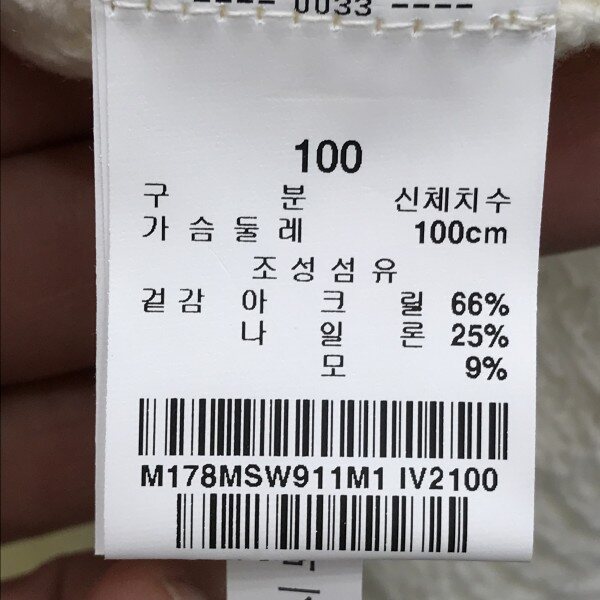 ---- 0033 ----
100
구 분 신체치수
가슴둘레 100cm
조성섬유
겉감 아크릴 66%
나일론 25%
모 9%
M178MSW911M1 IV2100